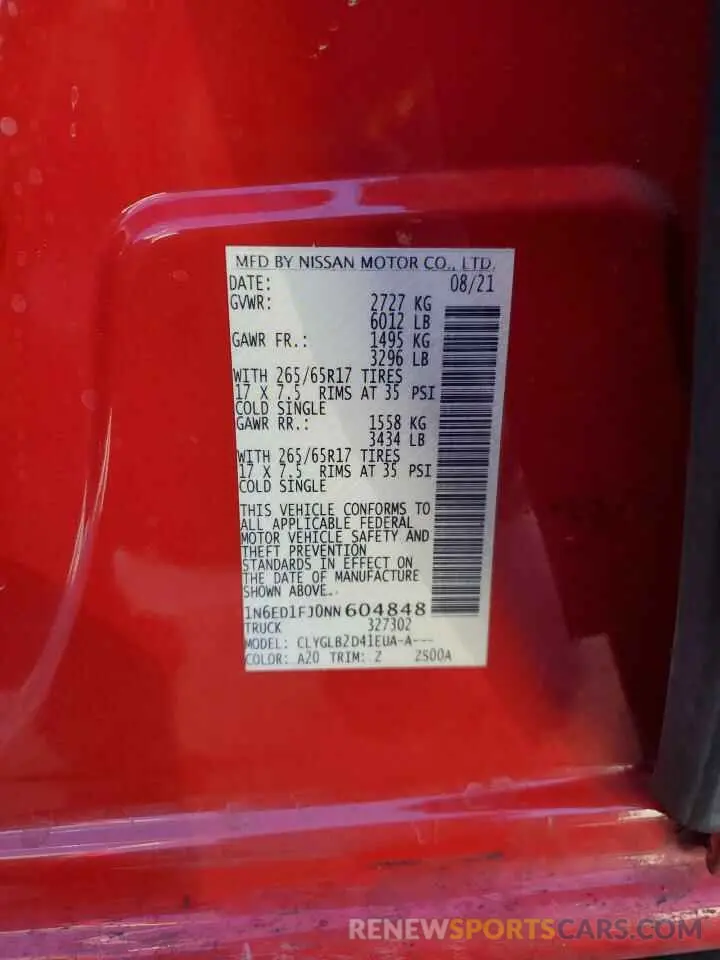 MFD BY NISSAN MOTOR CO., LTD.
DATE: 08/21
GVWR: 2727 KG
6012 LB
GAWR FR.: 1495 KG
3296 LB
WITH 265/65R17 TIRES
17 X 7.5 RIMS AT 35 PSI
COLD SINGLE
GAWR RR.: 1558 KG
3434 LB
WITH 265/65R17 TIRES
17 X 7.5 RIMS AT 35 PSI
COLD SINGLE
THIS VEHICLE CONFORMS TO
ALL APPLICABLE FEDERAL
MOTOR VEHICLE SAFETY AND
THEFT PREVENTION
STANDARDS IN EFFECT ON
THE DATE OF MANUFACTURE
SHOWN ABOVE.
1N6ED1FJ0NN604848
TRUCK 327302
MODEL: CLYGLB2D41EUA-A---
COLOR: A20 TRIM: Z 2S00A
RENEWSPORTSCARS.COM